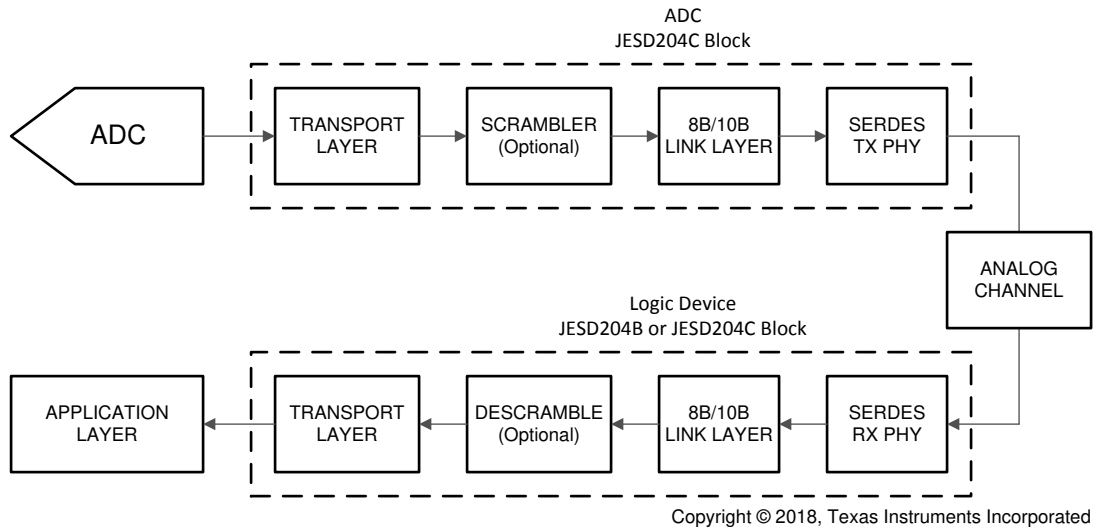 ADC
JESD204C Block
ADC
TRANSPORT
LAYER
SCRAMBLER
(Optional)
8B/10B
LINK LAYER
SERDES
TX PHY
ANALOG
CHANNEL
Logic Device
JESD204B or JESD204C Block
APPLICATION
LAYER
TRANSPORT
LAYER
DESCRAMBLE
(Optional)
8B/10B
LINK LAYER
SERDES
RX PHY
Copyright © 2018, Texas Instruments Incorporated